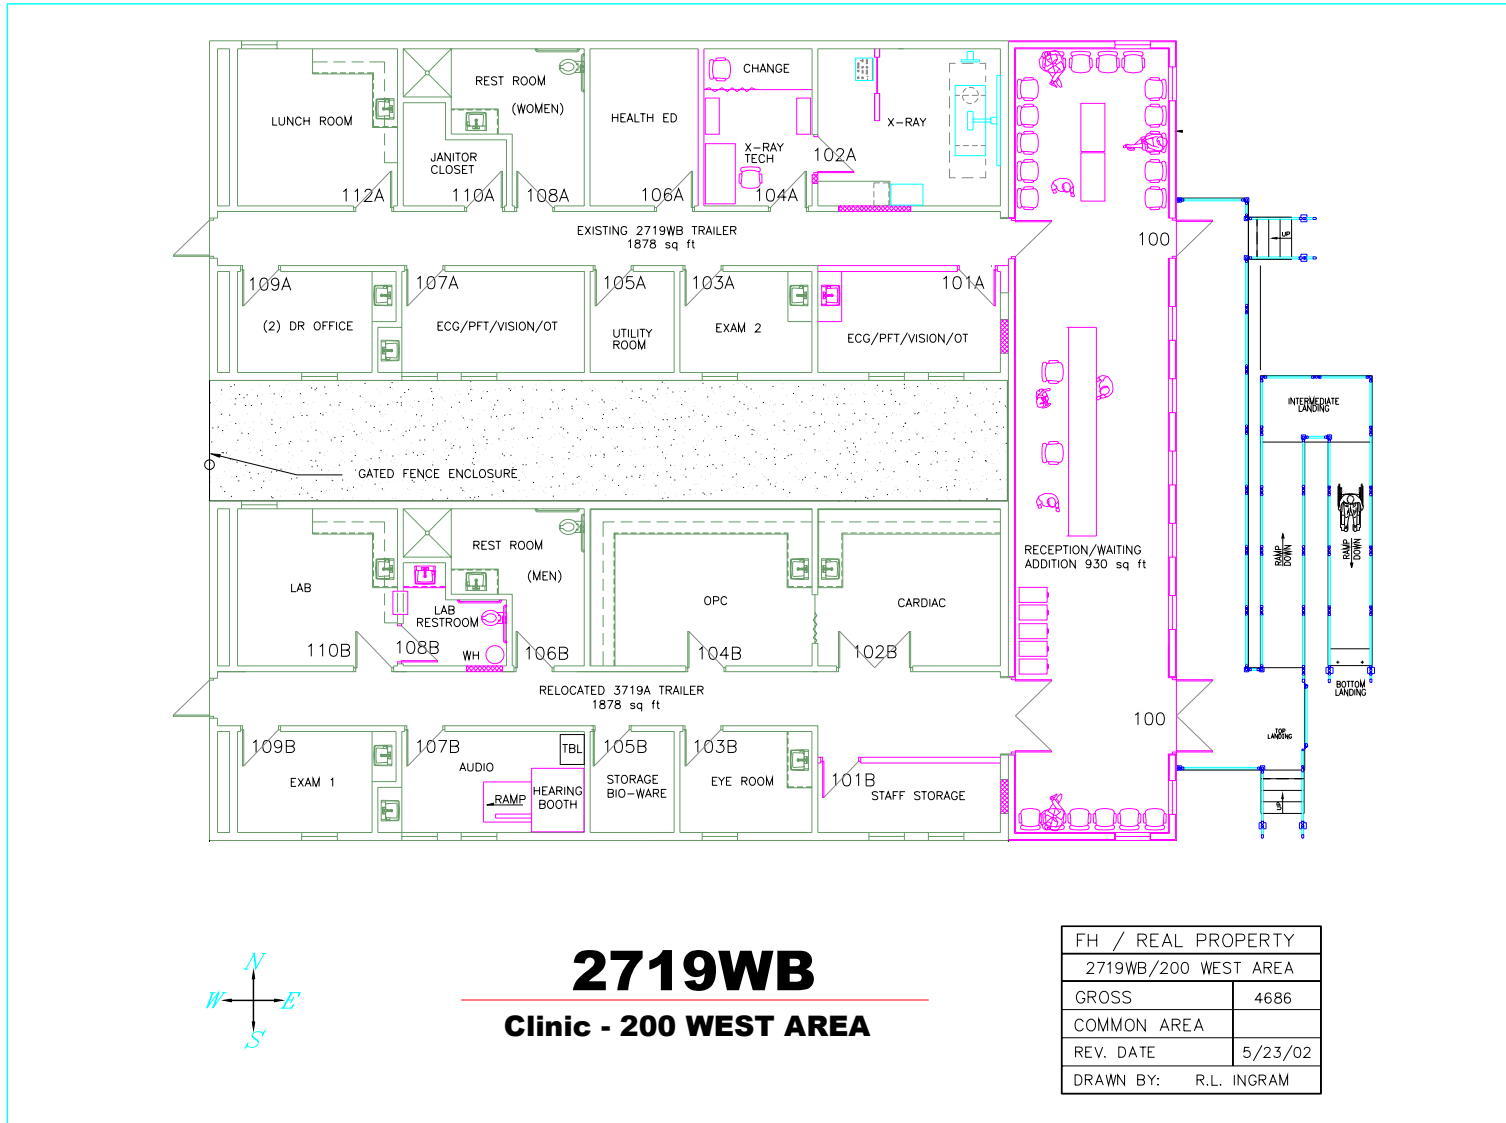 CHANGE
REST ROOM
(WOMEN)
LUNCH ROOM
HEALTH ED
X-RAY
X-RAY
TECH
JANITOR
CLOSET
102A
112A
110A
108A
106A
104A
EXISTING 2719WB TRAILER
1878 sq ft
100
UP
109A
107A
105A
103A
101A
(2) DR OFFICE
ECG/PFT/VISION/OT
UTILITY
ROOM
EXAM 2
ECG/PFT/VISION/OT
INTERMEDIATE
LANDING
GATED FENCE ENCLOSURE
REST ROOM
(MEN)
RECEPTION/WAITING
ADDITION 930 sq ft
RAMP
DOWN
RAMP
DOWN
LAB
OPC
CARDIAC
LAB
RESTROOM
WH
110B
108B
106B
104B
102B
RELOCATED 3719A TRAILER
1878 sq ft
BOTTOM
LANDING
100
TOP
LANDING
109B
107B
TBL
105B
103B
101B
EXAM 1
AUDIO
RAMP
HEARING
BOOTH
STORAGE
BIO-WARE
EYE ROOM
STAFF STORAGE
UP
N
W
E
S
2719WB
Clinic - 200 WEST AREA
FH / REAL PROPERTY
2719WB/200 WEST AREA
GROSS 4686
COMMON AREA
REV. DATE 5/23/02
DRAWN BY: R.L. INGRAM